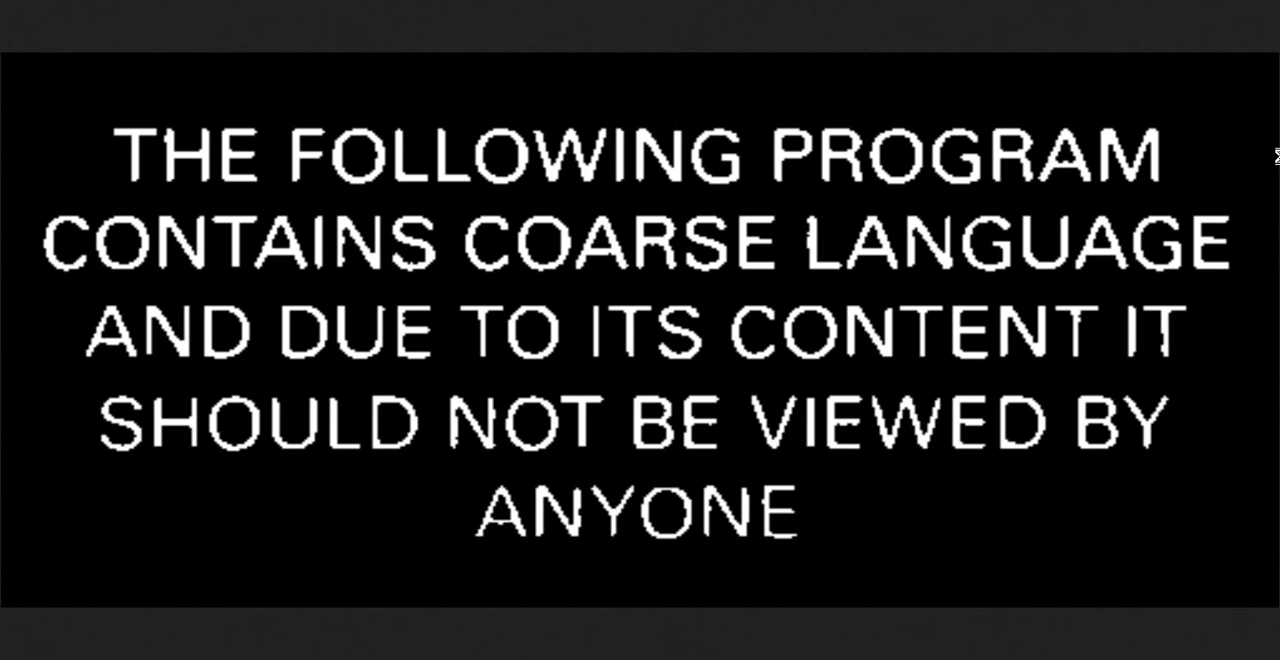 THE FOLLOWING PROGRAM
CONTAINS COARSE LANGUAGE
AND DUE TO ITS CONTENT IT
SHOULD NOT BE VIEWED BY
ANYONE